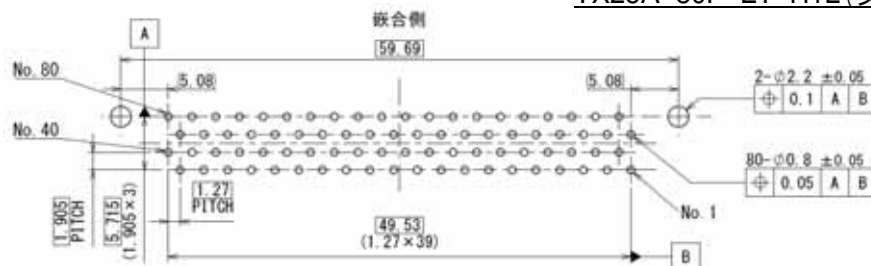 嵌合側
A
59.69
No.80
5.08
5.08
2-∅2.2 ±0.05
⌖ 0.1 A B
No.40
80-∅0.8 ±0.05
⌖ 0.05 A B
1.27
PITCH
No.1
1.905
PITCH
5.715
(1.905×3)
49.53
(1.27×39)
B